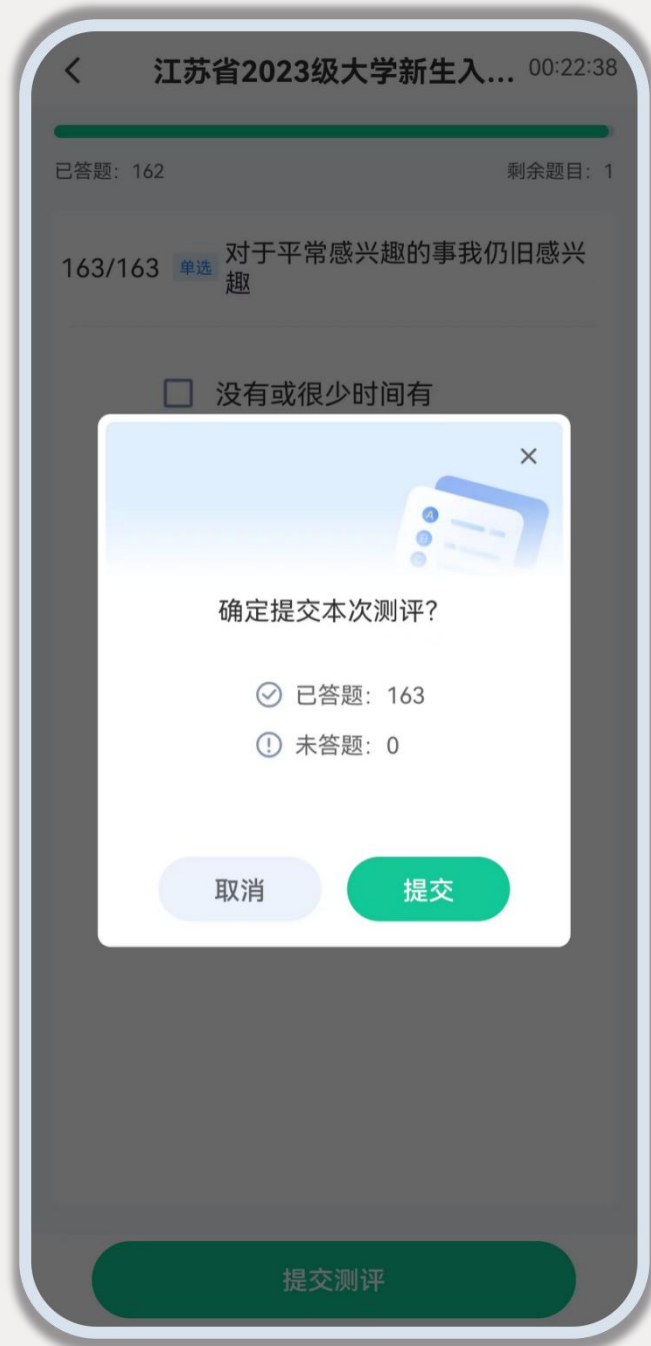 江苏省2023级大学新生入... 00:22:38
已答题：162 剩余题目：1
163/163 单选 对于平常感兴趣的事我仍旧感兴
趣
没有或很少时间有
A
B
C
确定提交本次测评？
已答题：163
未答题：0
取消 提交
提交测评